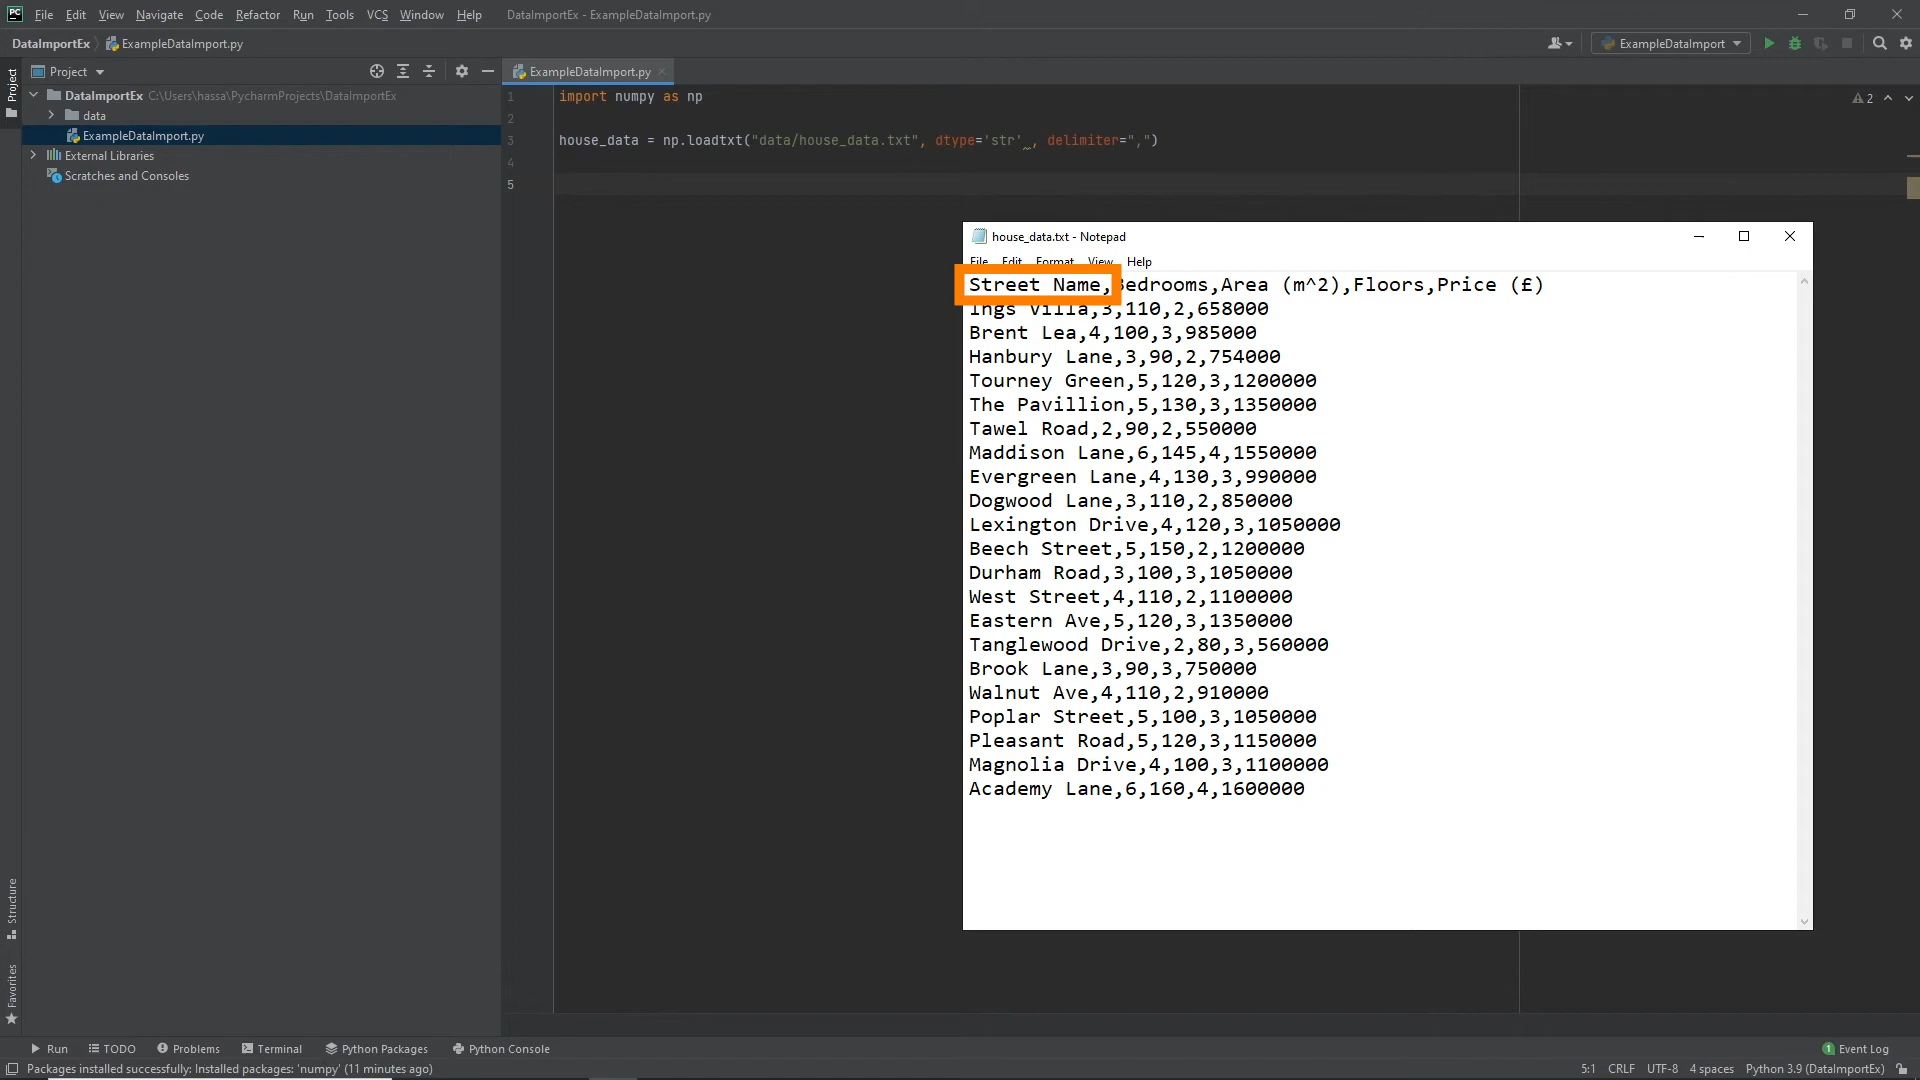 PC File Edit View Navigate Code Refactor Run Tools VCS Window Help DataImportEx - ExampleDataImport.py
DataImportEx ExampleDataImport.py ExampleDataImport
Project Project ExampleDataImport.py
DataImportEx C:\Users\hassa\PycharmProjects\DataImportEx
data
ExampleDataImport.py
External Libraries
Scratches and Consoles
1 import numpy as np
2
3 house_data = np.loadtxt("data/house_data.txt", dtype='str' , delimiter=",")
4
5
2
house_data.txt - Notepad
File Edit Format View Help
Street Name,Bedrooms,Area (m^2),Floors,Price (£)
Ings Villa,3,110,2,658000
Brent Lea,4,100,3,985000
Hanbury Lane,3,90,2,754000
Tourney Green,5,120,3,1200000
The Pavillion,5,130,3,1350000
Tawel Road,2,90,2,550000
Maddison Lane,6,145,4,1550000
Evergreen Lane,4,130,3,990000
Dogwood Lane,3,110,2,850000
Lexington Drive,4,120,3,1050000
Beech Street,5,150,2,1200000
Durham Road,3,100,3,1050000
West Street,4,110,2,1100000
Eastern Ave,5,120,3,1350000
Tanglewood Drive,2,80,3,560000
Brook Lane,3,90,3,750000
Walnut Ave,4,110,2,910000
Poplar Street,5,100,3,1050000
Pleasant Road,5,120,3,1150000
Magnolia Drive,4,100,3,1100000
Academy Lane,6,160,4,1600000
Structure
Favorites
Run TODO Problems Terminal Python Packages Python Console 1 Event Log
Packages installed successfully: Installed packages: 'numpy' (11 minutes ago) 5:1 CRLF UTF-8 4 spaces Python 3.9 (DataImportEx)